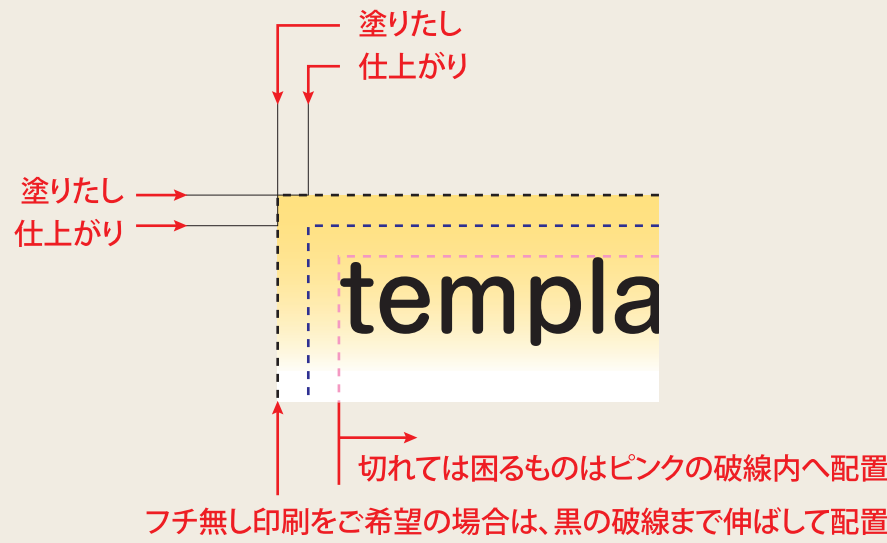 塗りたし
仕上がり
塗りたし
仕上がり
templa
切れては困るものはピンクの破線内へ配置
フチ無し印刷をご希望の場合は、黒の破線まで伸ばして配置